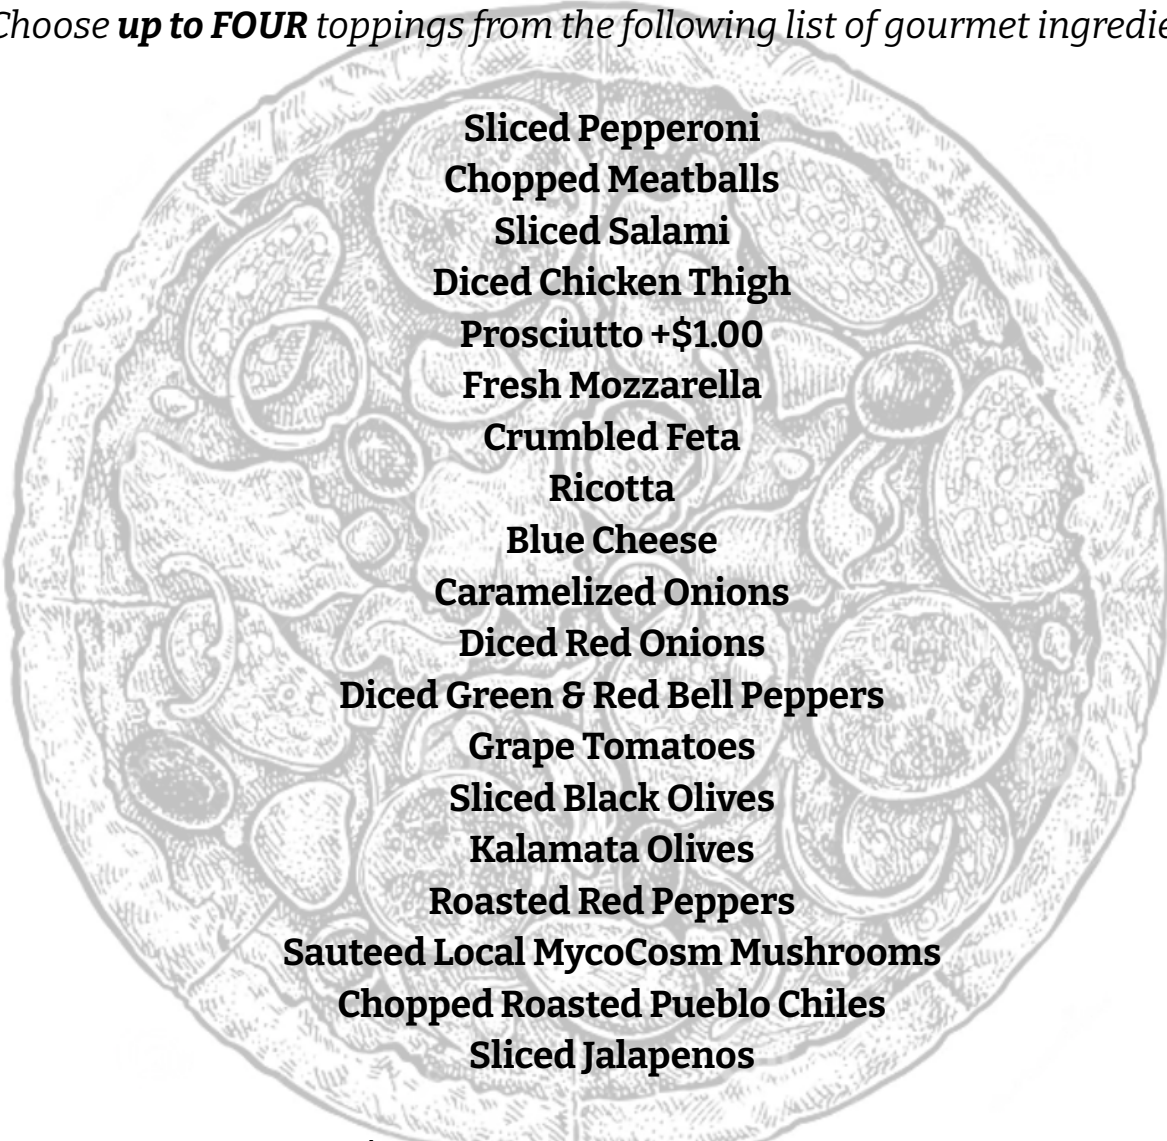 Choose up to FOUR toppings from the following list of gourmet
Sliced Pepperoni
Chopped Meatballs
Sliced Salami
Diced Chicken Thigh
Prosciutto +$1.00
Fresh Mozzarella
Crumbled Feta
Ricotta
Blue Cheese
Caramelized Onions
Diced Red Onions
Diced Green & Red Bell Peppers
Grape Tomatoes
Sliced Black Olives
Kalamata Olives
Roasted Red Peppers
Sauteed Local MycoCosm Mushrooms
Chopped Roasted Pueblo Chiles
Sliced Jalapenos